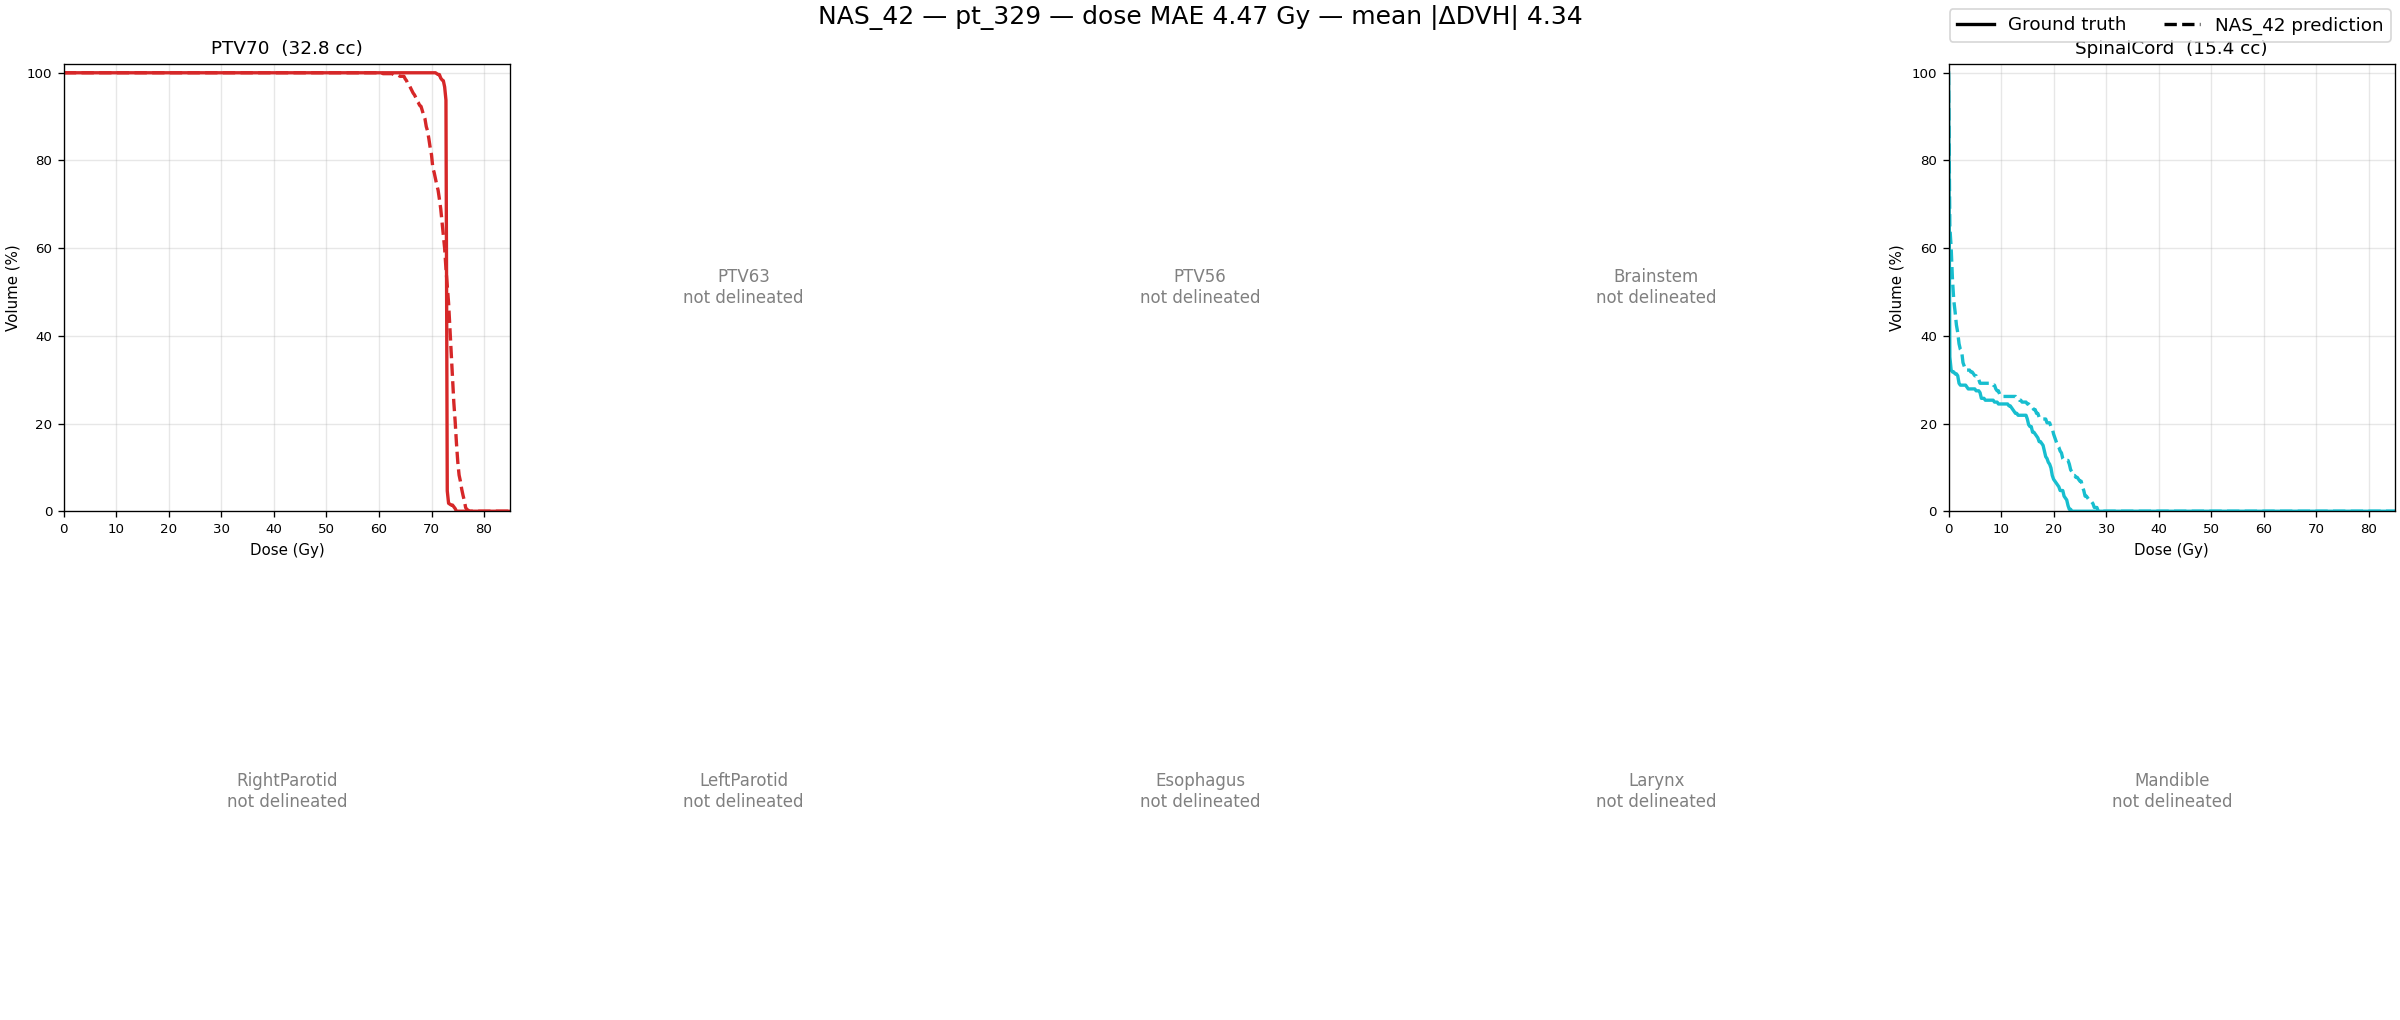 NAS_42 — pt_329 — dose MAE 4.47 Gy — mean |ΔDVH| 4.34
Ground truth
NAS_42 prediction
PTV70 (32.8 cc)
100
80
60
40
20
0
Volume (%)
0 10 20 30 40 50 60 70 80
Dose (Gy)
PTV63
not delineated
PTV56
not delineated
Brainstem
not delineated
SpinalCord (15.4 cc)
100
80
60
40
20
0
Volume (%)
0 10 20 30 40 50 60 70 80
Dose (Gy)
RightParotid
not delineated
LeftParotid
not delineated
Esophagus
not delineated
Larynx
not delineated
Mandible
not delineated